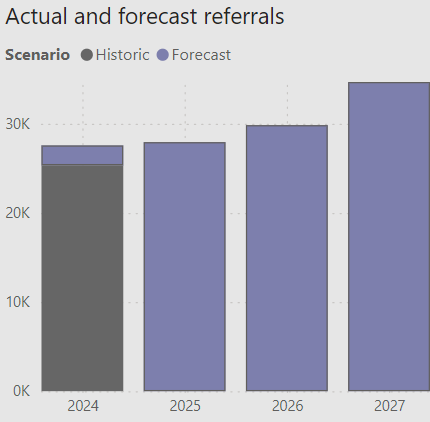 Actual and forecast referrals
Scenario Historic Forecast
30K
20K
10K
0K
2024 2025 2026 2027